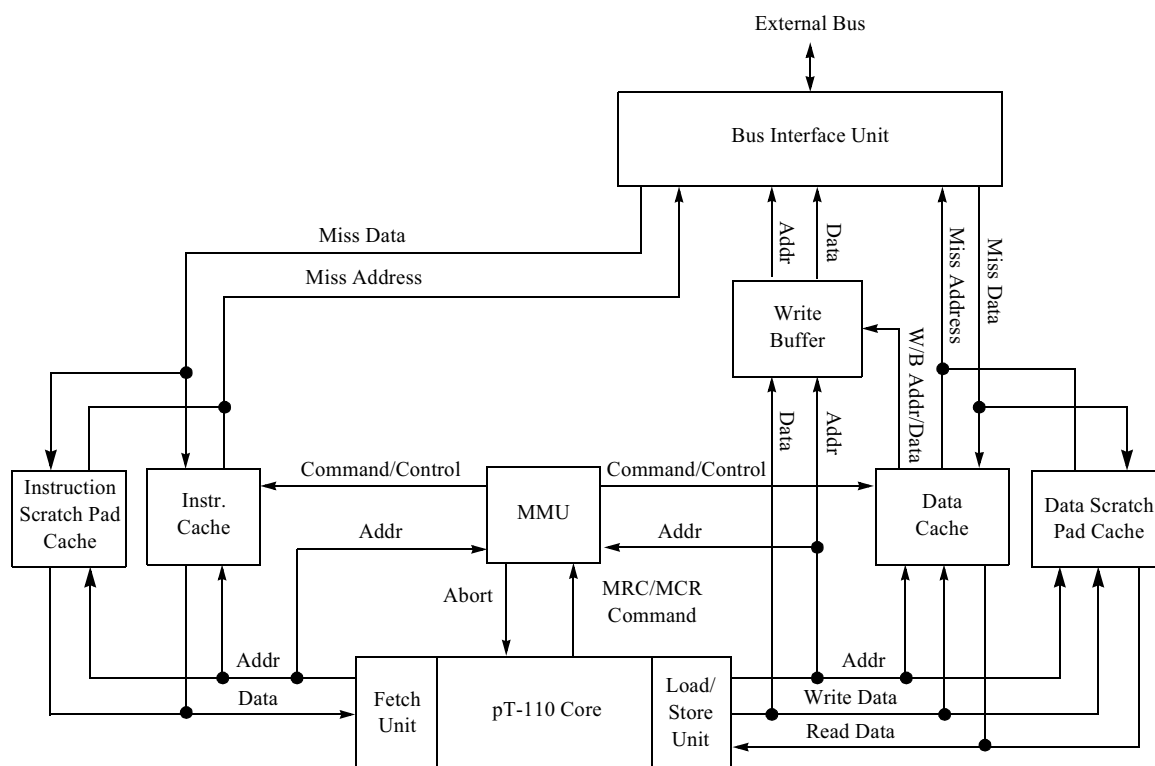 External Bus
Bus Interface Unit
Miss Data
Miss Address
Addr
Data
Miss Address
Miss Data
Write
Buffer
W/B Addr/Data
Data
Addr
Instruction
Scratch Pad
Cache
Instr.
Cache
Command/Control
MMU
Command/Control
Data
Cache
Data Scratch
Pad Cache
Addr
Addr
Abort
MRC/MCR
Command
Addr
Data
Fetch
Unit
pT-110 Core
Load/
Store
Unit
Addr
Write Data
Read Data